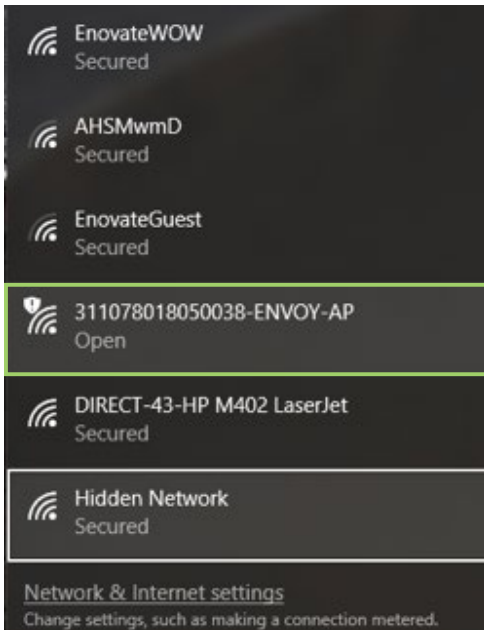 EnovateWOW
Secured
AHSMwmD
Secured
EnovateGuest
Secured
311078018050038-ENVOY-AP
Open
DIRECT-43-HP M402 LaserJet
Secured
Hidden Network
Secured
Network & Internet settings
Change settings, such as making a connection metered.